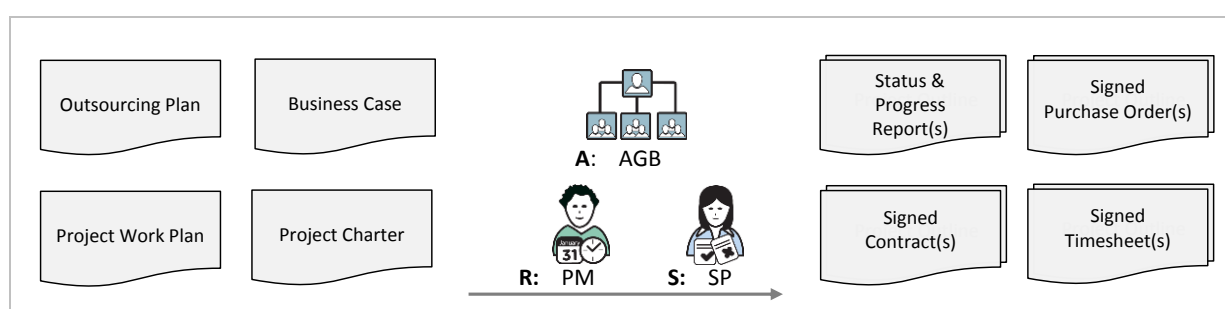 Outsourcing Plan
Business Case
Project Work Plan
Project Charter
A: AGB
January
31
R: PM
S: SP
Status &
Progress
Report(s)
Signed
Purchase Order(s)
Signed
Contract(s)
Signed
Timesheet(s)